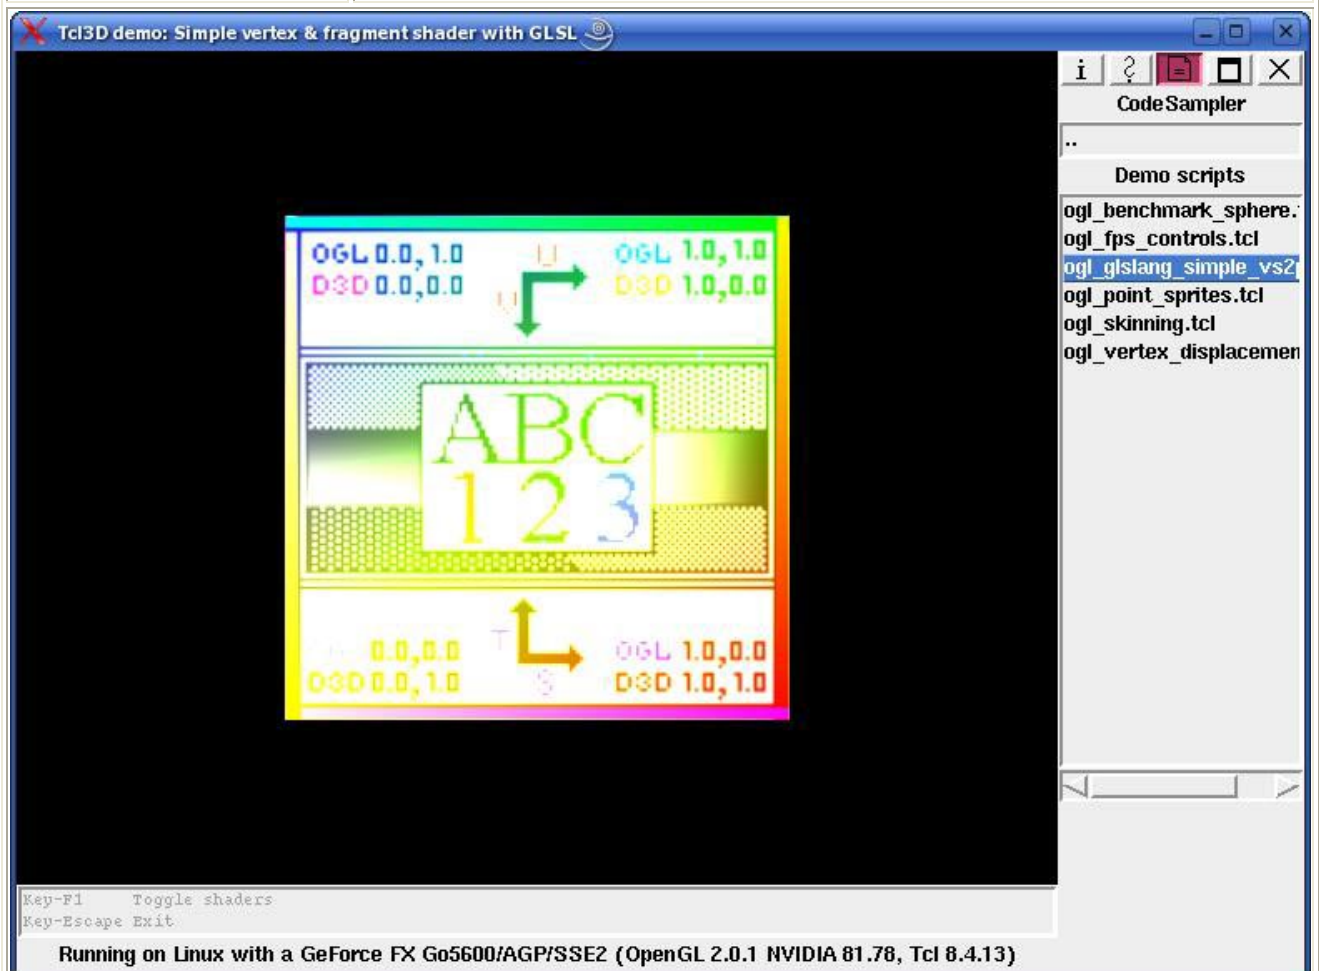 Tcl3D demo: Simple vertex & fragment shader with GLSL
i ?
CodeSampler
..
Demo scripts
ogl_benchmark_sphere.
ogl_fps_controls.tcl
ogl_glslang_simple_vs2
ogl_point_sprites.tcl
ogl_skinning.tcl
ogl_vertex_displacemen
OGL 0.0, 1.0 U OGL 1.0, 1.0
D3D 0.0,0.0 V D3D 1.0,0.0
ABC
1 2 3
0.0,0.0 T OGL 1.0,0.0
D3D 0.0, 1.0 S D3D 1.0, 1.0
Key-F1 Toggle shaders
Key-Escape Exit
Running on Linux with a GeForce FX Go5600/AGP/SSE2 (OpenGL 2.0.1 NVIDIA 81.78, Tcl 8.4.13)